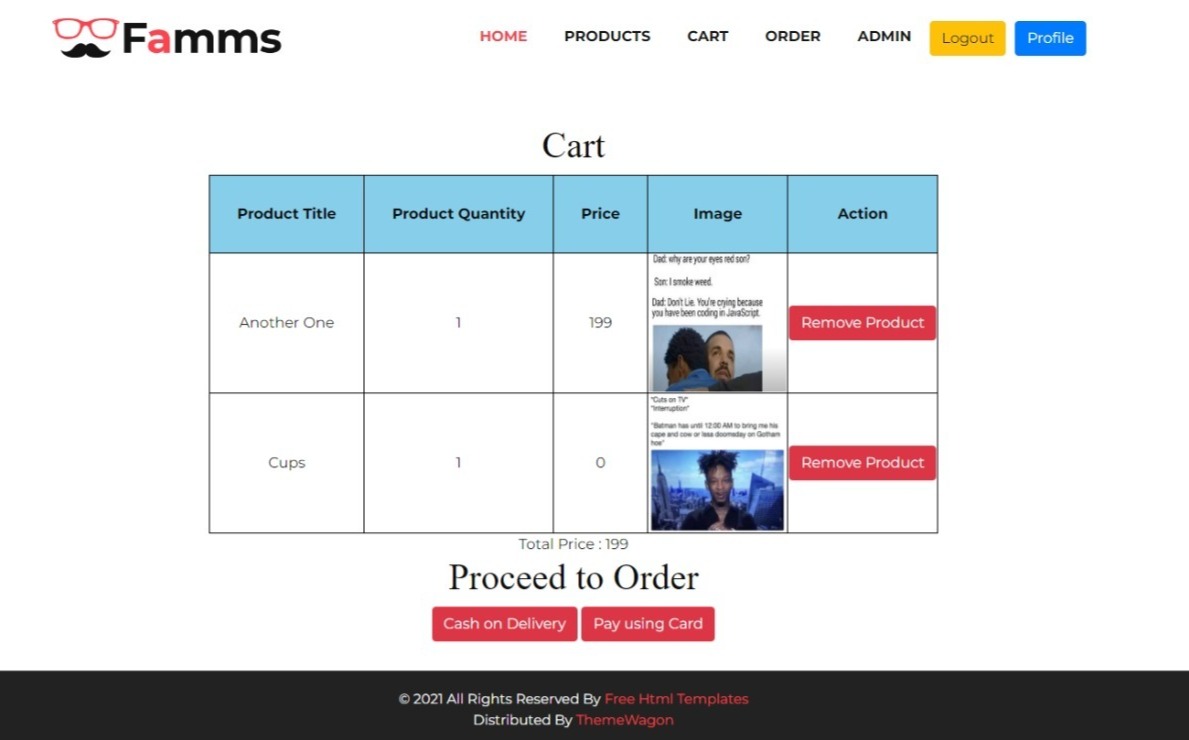 Famms
HOME PRODUCTS CART ORDER ADMIN Logout Profile
Cart
Product Title Product Quantity Price Image Action
Dad: why are your eyes red son?
Son: I smoke weed.
Dad: Don't Lie. You're crying because
you have been coding in JavaScript.
Another One 1 199 Remove Product
"Cuts on TV"
"Interruption"
"Batman has until 12:00 AM to bring me his
cape and cow or less doomsday on Gotham
hoe"
Cups 1 0 Remove Product
Total Price : 199
Proceed to Order
Cash on Delivery Pay using Card
© 2021 All Rights Reserved By Free Html Templates
Distributed By ThemeWagon